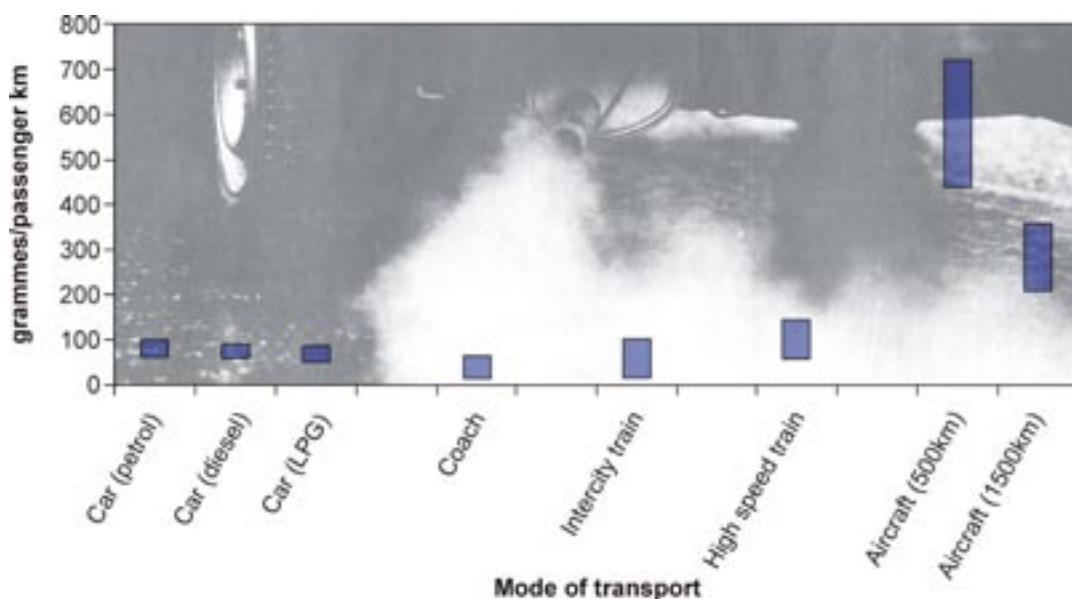 800
700
600
500
400
300
200
100
0
grammes/passenger km
Car (petrol)
Car (diesel)
Car (LPG)
Coach
Intercity train
High speed train
Aircraft (500km)
Aircraft (1500km)
Mode of transport